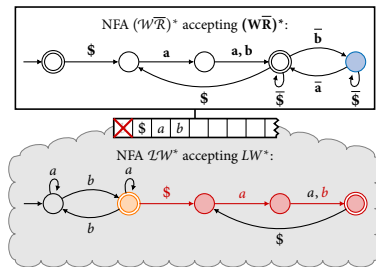 NFA (𝒲R̅)* accepting (WR̅)*:
b̅
$ a a, b
a̅
$ $̅ $̅
$ a b
NFA ℒ𝒲* accepting LW*:
a a
b $ a a, b
b $